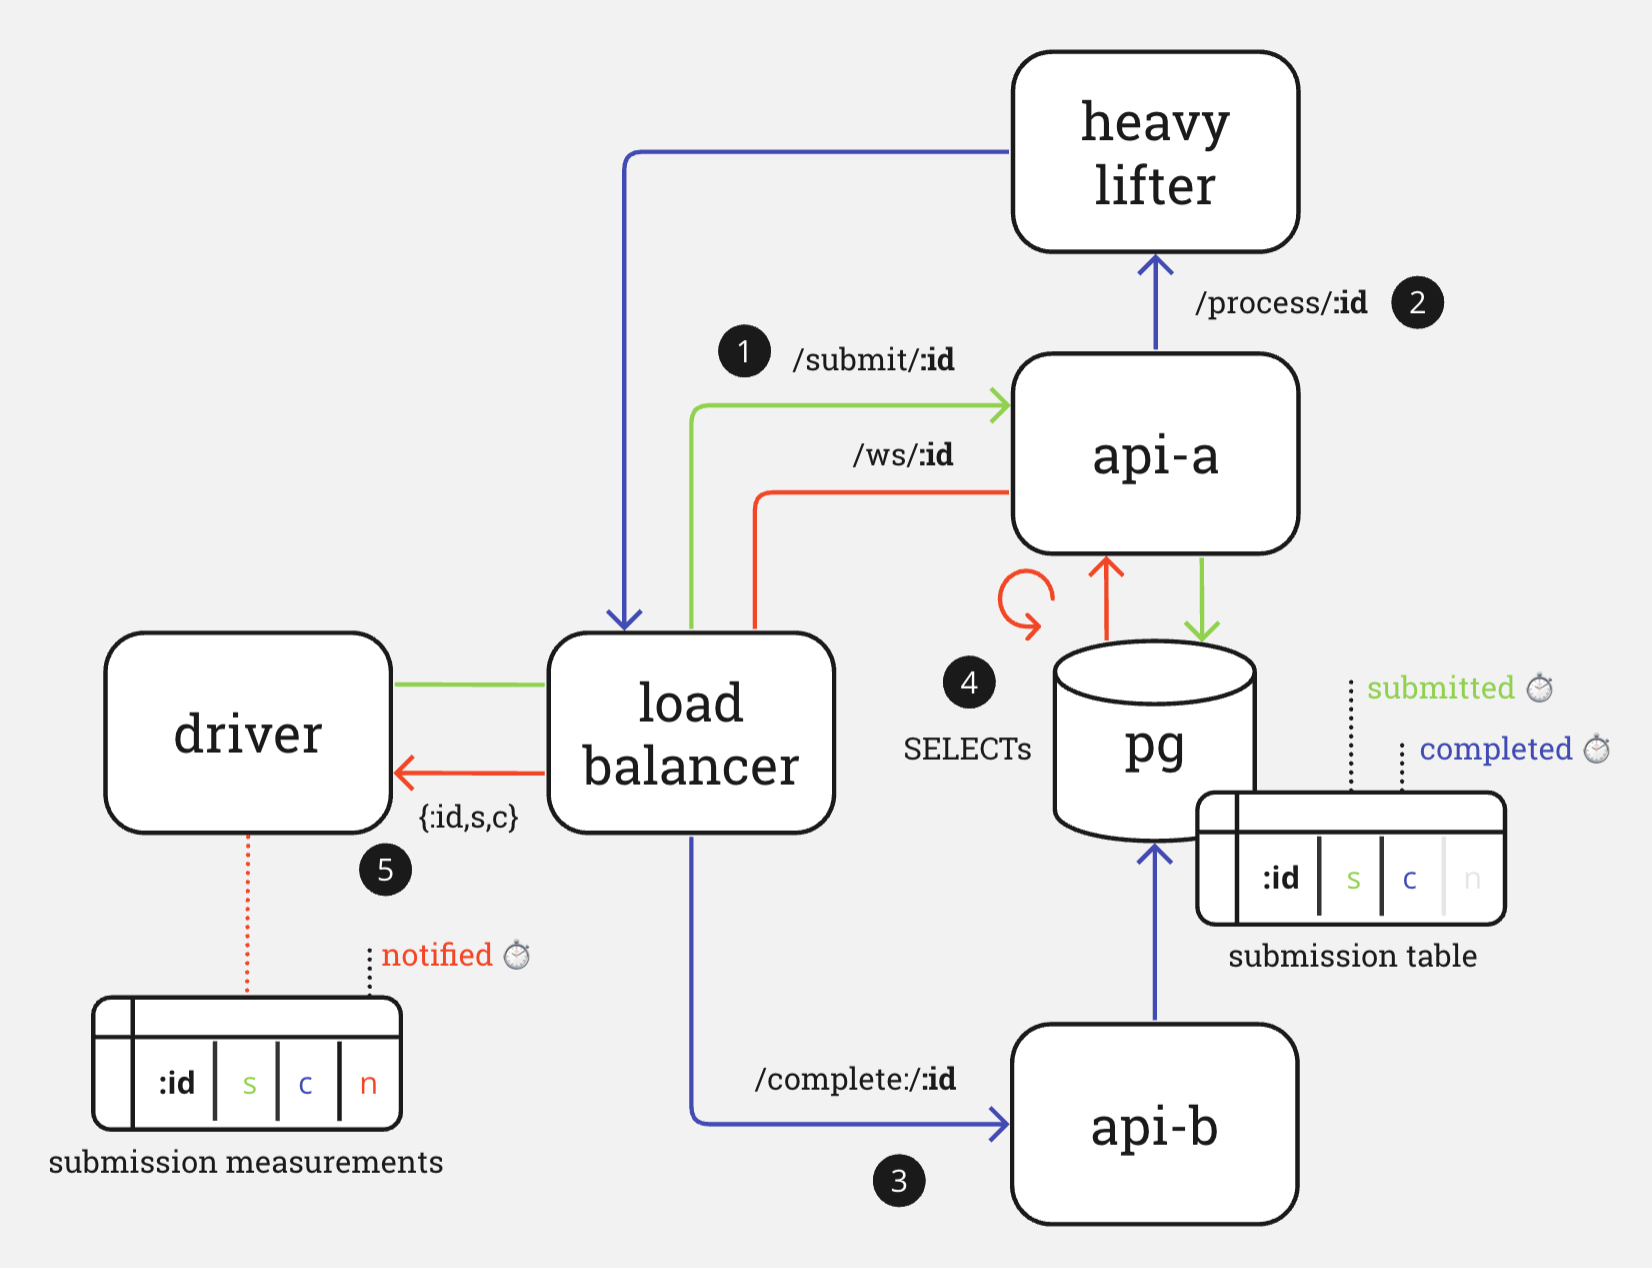 heavy
lifter
/process/:id 2
1 /submit/:id
/ws/:id
api-a
driver
load
balancer
{:id,s,c}
5
4
SELECTs
pg
submitted
completed
:id s c n
submission table
notified
:id s c n
submission measurements
/complete:/:id
3
api-b